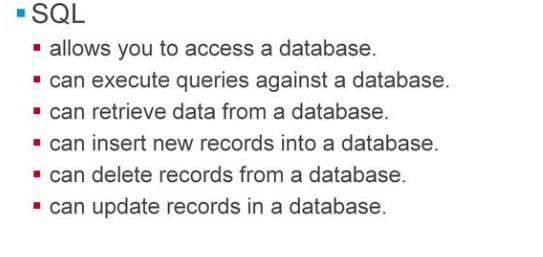 SQL
allows you to access a database.
can execute queries against a database.
can retrieve data from a database.
can insert new records into a database.
can delete records from a database.
can update records in a database.